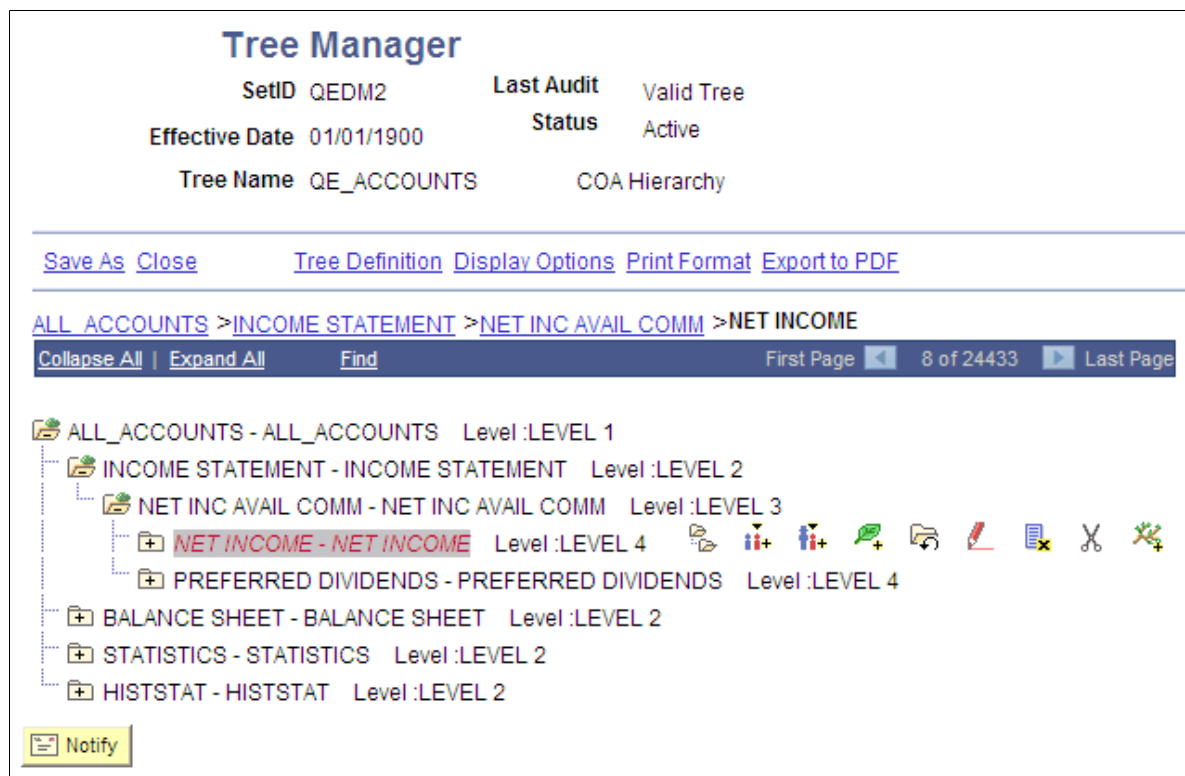 Tree Manager
SetID QEDM2 Last Audit Valid Tree
Effective Date 01/01/1900 Status Active
Tree Name QE_ACCOUNTS COA Hierarchy
Save As Close Tree Definition Display Options Print Format Export to PDF
ALL_ACCOUNTS >INCOME STATEMENT >NET INC AVAIL COMM >NET INCOME
Collapse All | Expand All Find First Page 8 of 24433 Last Page
ALL_ACCOUNTS - ALL_ACCOUNTS Level :LEVEL 1
INCOME STATEMENT - INCOME STATEMENT Level :LEVEL 2
NET INC AVAIL COMM - NET INC AVAIL COMM Level :LEVEL 3
NET INCOME - NET INCOME Level :LEVEL 4
PREFERRED DIVIDENDS - PREFERRED DIVIDENDS Level :LEVEL 4
BALANCE SHEET - BALANCE SHEET Level :LEVEL 2
STATISTICS - STATISTICS Level :LEVEL 2
HISTSTAT - HISTSTAT Level :LEVEL 2
Notify